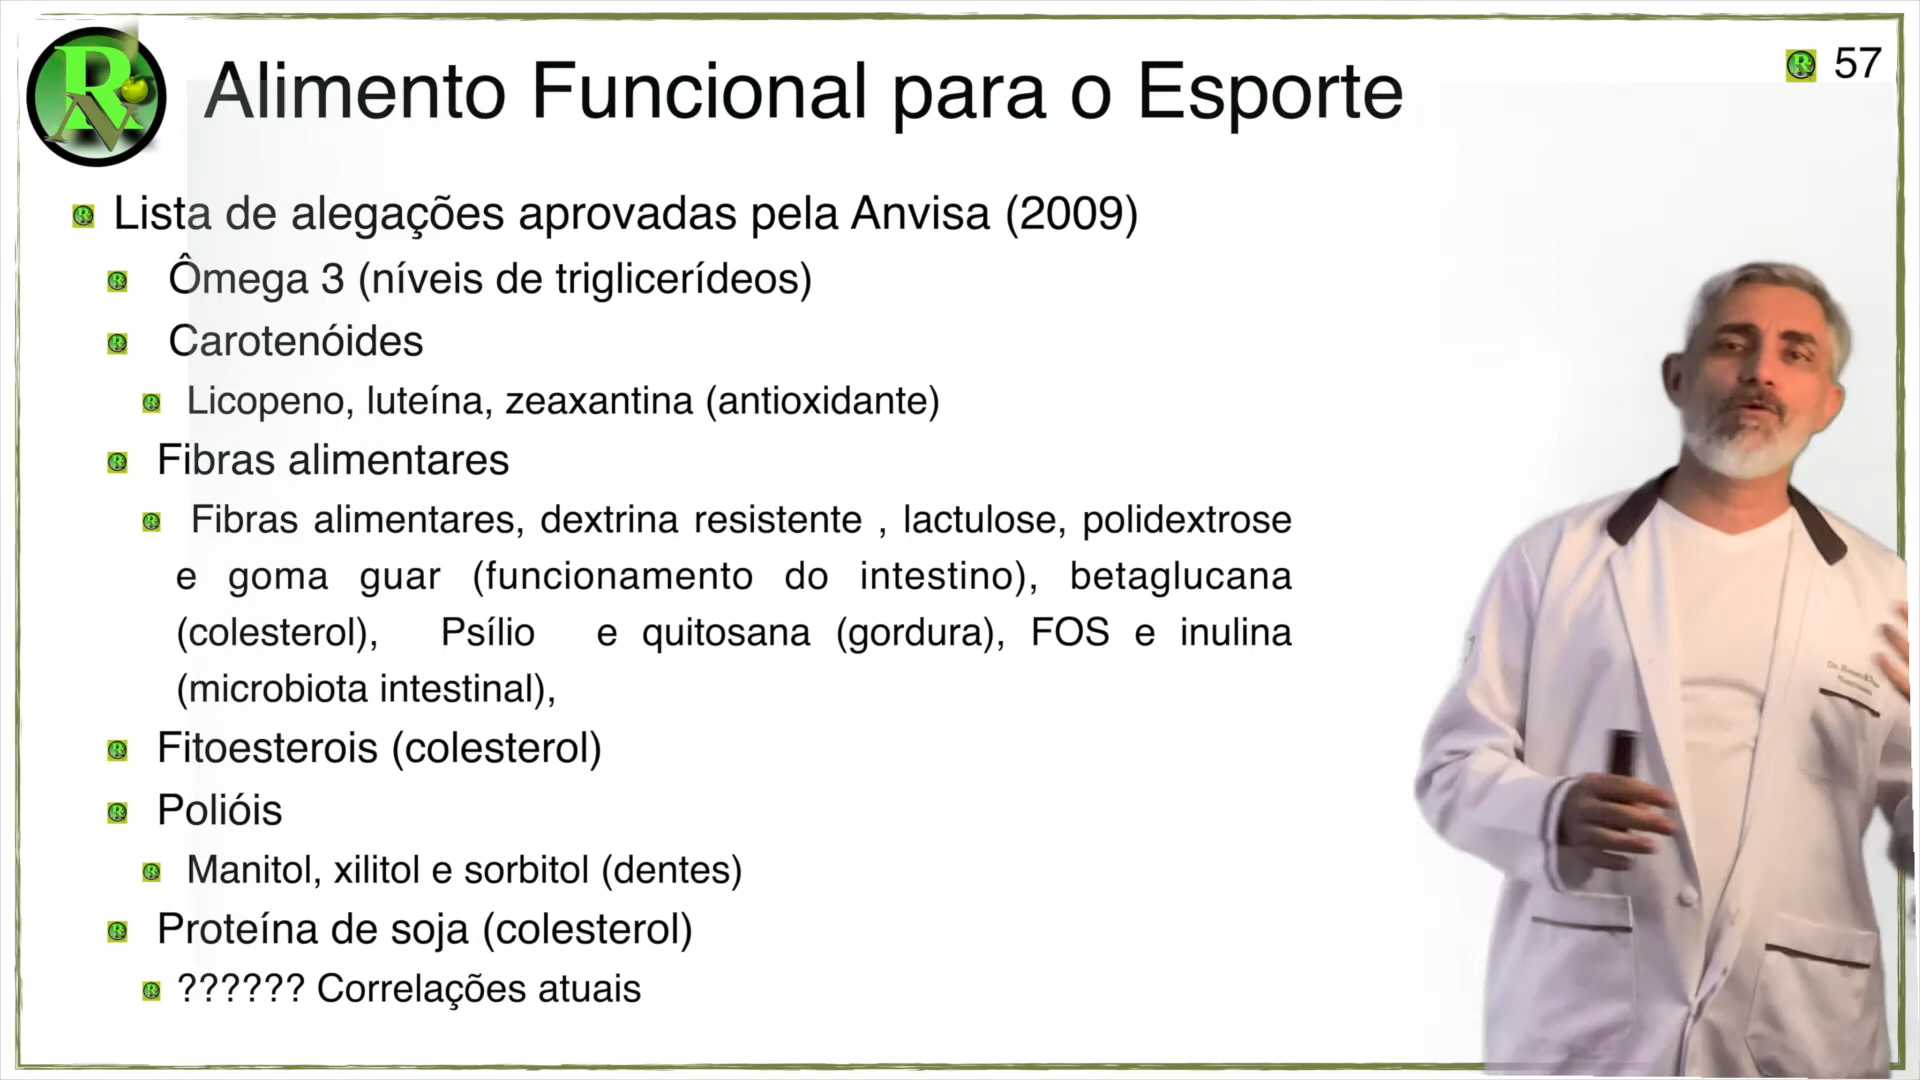 Alimento Funcional para o Esporte
57
Lista de alegações aprovadas pela Anvisa (2009)
Ômega 3 (níveis de triglicerídeos)
Carotenóides
Licopeno, luteína, zeaxantina (antioxidante)
Fibras alimentares
Fibras alimentares, dextrina resistente , lactulose, polidextrose
e goma guar (funcionamento do intestino), betaglucana
(colesterol), Psílio e quitosana (gordura), FOS e inulina
(microbiota intestinal),
Fitoesterois (colesterol)
Polióis
Manitol, xilitol e sorbitol (dentes)
Proteína de soja (colesterol)
?????? Correlações atuais